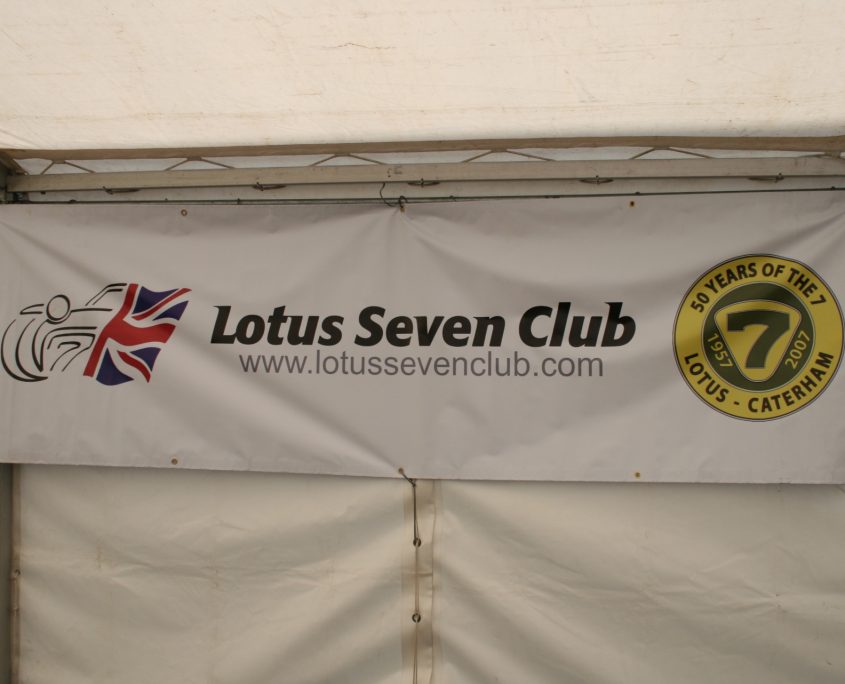 Lotus Seven Club
www.lotussevenclub.com
50 YEARS OF THE 7
1957 7 2007
LOTUS - CATERHAM